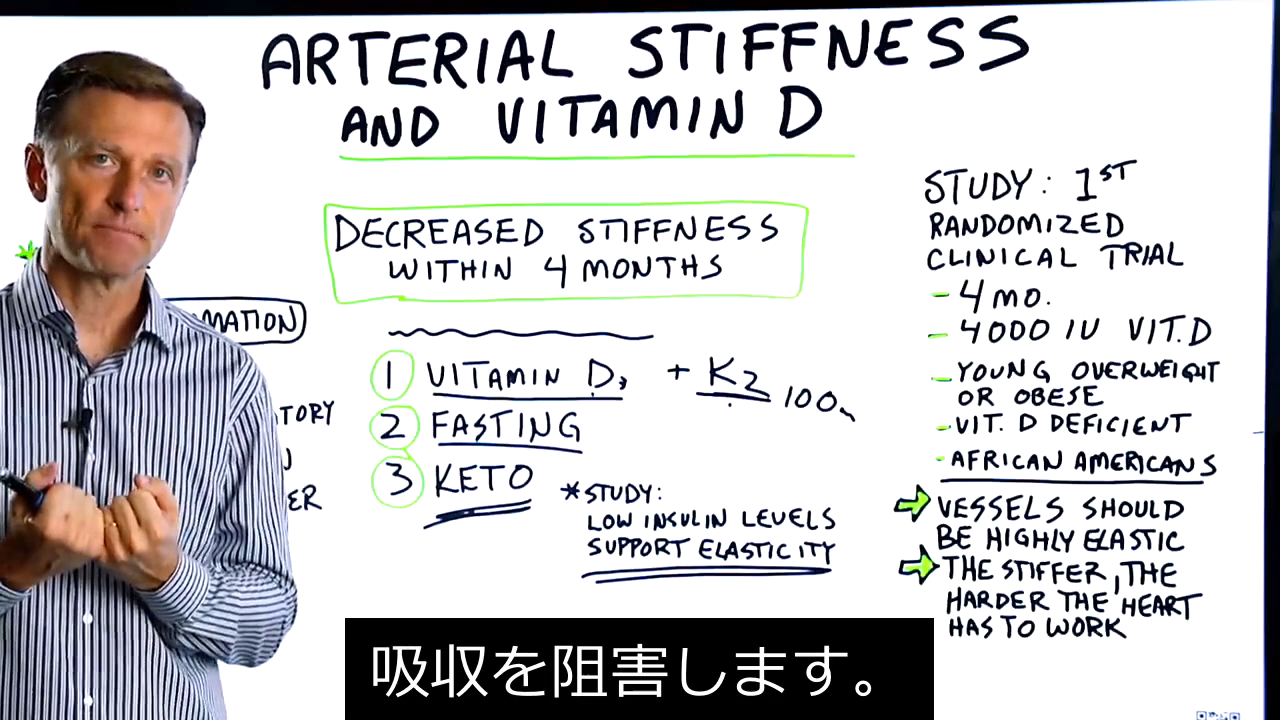 ARTERIAL STIFFNESS
AND VITAMIN D
DECREASED STIFFNESS
WITHIN 4 MONTHS
1 VITAMIN D3 + K2 100
2 FASTING
3 KETO
*STUDY:
LOW INSULIN LEVELS
SUPPORT ELASTICITY
STUDY: 1ST
RANDOMIZED
CLINICAL TRIAL
- 4 MO.
- 4000 IU VIT.D
- YOUNG OVERWEIGHT
OR OBESE
- VIT. D DEFICIENT
- AFRICAN AMERICANS
VESSELS SHOULD
BE HIGHLY ELASTIC
THE STIFFER, THE
HARDER THE HEART
HAS TO WORK
吸収を阻害します。